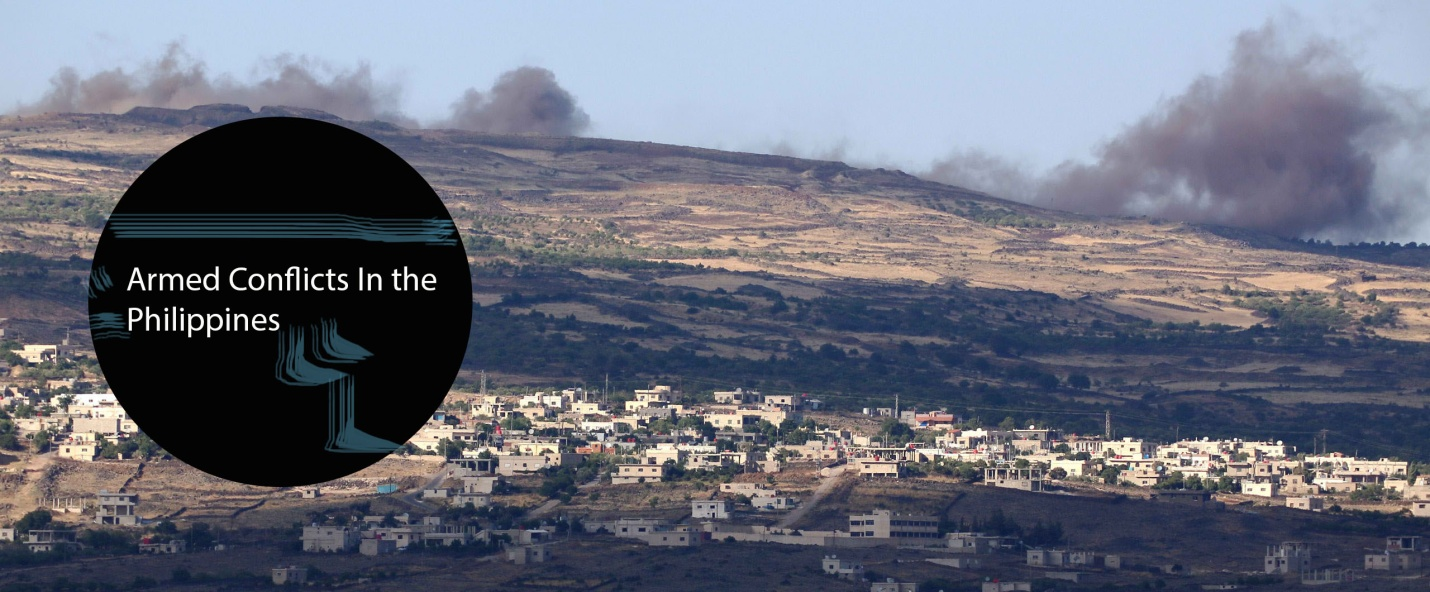 Armed Conflicts In the
Philippines